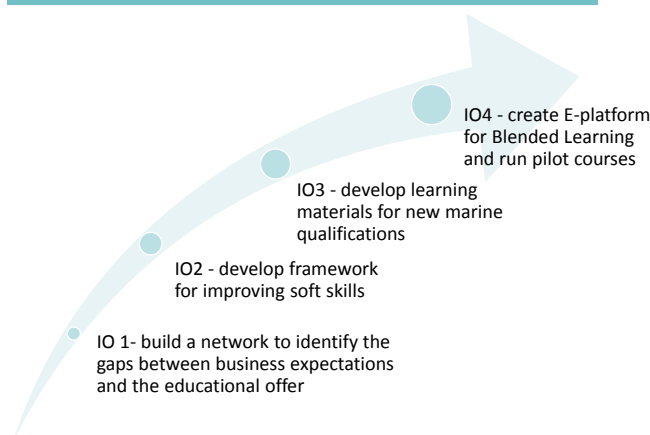 IO4 - create E-platform
for Blended Learning
and run pilot courses
IO3 - develop learning
materials for new marine
qualifications
IO2 - develop framework
for improving soft skills
IO 1- build a network to identify the
gaps between business expectations
and the educational offer